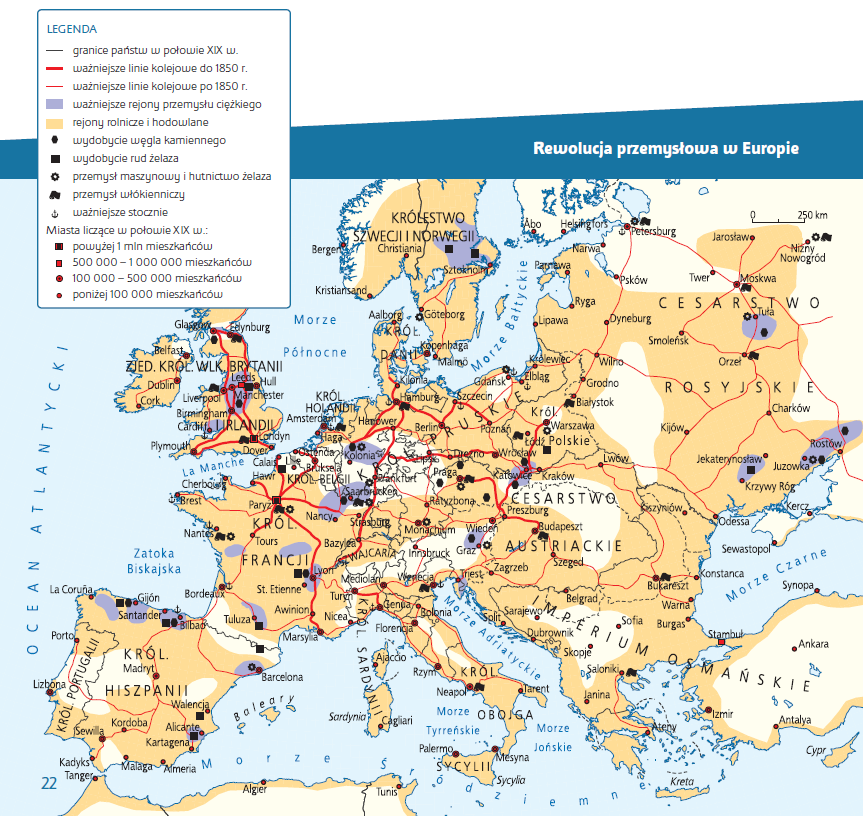 LEGENDA
granice państw w połowie XIX w.
ważniejsze linie kolejowe do 1850 r.
ważniejsze linie kolejowe po 1850 r.
ważniejsze rejony przemysłu ciężkiego
rejony rolnicze i hodowlane
wydobycie węgla kamiennego
wydobycie rud żelaza
przemysł maszynowy i hutnictwo żelaza
przemysł włókienniczy
ważniejsze stocznie
Miasta liczące w połowie XIX w.:
powyżej 1 mln mieszkańców
500 000 – 1 000 000 mieszkańców
100 000 – 500 000 mieszkańców
poniżej 100 000 mieszkańców
Rewolucja przemysłowa w Europie
0 250 km
KRÓLESTWO
SZWECJI I NORWEGII
Bergen
Christiania
Sztokholm
Kristiansand
Åbo
Helsingfors
Petersburg
Narwa
Parnawa
Psków
Jarosław
Niżny
Nowogród
Twer
Moskwa
CESARSTWO
ROSYJSKIE
Tuła
Ryga
Lipawa
Dyneburg
Smoleńsk
Orzeł
Wilno
Grodno
Białystok
Charków
Kijów
Rostów
Jekaterynosław
Juzowka
Krzywy Róg
Kercz
Odessa
Sewastopol
Kiszyniów
Morze Czarne
Synopa
Aalborg
Göteborg
KRÓL.
DANII
Kopenhaga
Malmö
Morze Bałtyckie
Królewiec
Elbląg
Gdańsk
Morze
Północne
Glasgow
Edynburg
Belfast
ZJED. KRÓL. WLK. BRYTANII
I IRLANDII
Dublin
Cork
Leeds
Hull
Liverpool
Manchester
Birmingham
Cardiff
Londyn
Plymouth
Dover
La Manche
KRÓL.
HOLANDII
Amsterdam
Haga
Ostenda
Calais
Lille
Bruksela
KRÓL. BELGII
Kilonia
Hamburg
Hanower
Szczecin
Berlin
PRUSKIE
Poznań
Król.
Polskie
Warszawa
Łódź
Kolonia
Lipsk
Drezno
Wrocław
Frankfurt
Saarbrücken
Praga
Katowice
Kraków
Lwów
CESARSTWO
AUSTRIACKIE
Ratyzbona
Preszburg
Monachium
Wiedeń
Budapeszt
Innsbruck
Graz
Szeged
Zagrzeb
Triest
Cherbourg
Hawr
Brest
Paryż
Nancy
Strasburg
Bazylea
SZWAJCARIA
KRÓL.
FRANCJI
Nantes
Tours
Zatoka
Biskajska
Lyon
St. Etienne
Bordeaux
Awinion
Tuluza
Marsylia
Nicea
Turyn
Mediolan
Genua
Wenecja
Bolonia
Florencja
KRÓL. SARDYNII
Ajaccio
Rzym
Neapol
Tarent
KRÓL.
OBOJGA
SYCYLII
Sardynia
Cagliari
Palermo
Mesyna
Sycylia
Morze
Tyrreńskie
Morze
Jońskie
Morze Adriatyckie
Split
Sarajewo
Dubrownik
Belgrad
Skopje
Sofia
Bukareszt
Konstanca
Warna
Burgas
Stambuł
IMPERIUM OSMAŃSKIE
Saloniki
Janina
Ateny
Izmir
Ankara
Antalya
Cypr
Kreta
OCEAN ATLANTYCKI
La Coruña
Gijón
Santander
Bilbao
Porto
KRÓL. PORTUGALII
Lizbona
KRÓL.
HISZPANII
Madryt
Barcelona
Baleary
Walencja
Kordoba
Alicante
Sewilla
Kartagena
Kadyks
Malaga
Almeria
Tanger
Algier
Tunis
Morze Śródziemne
22